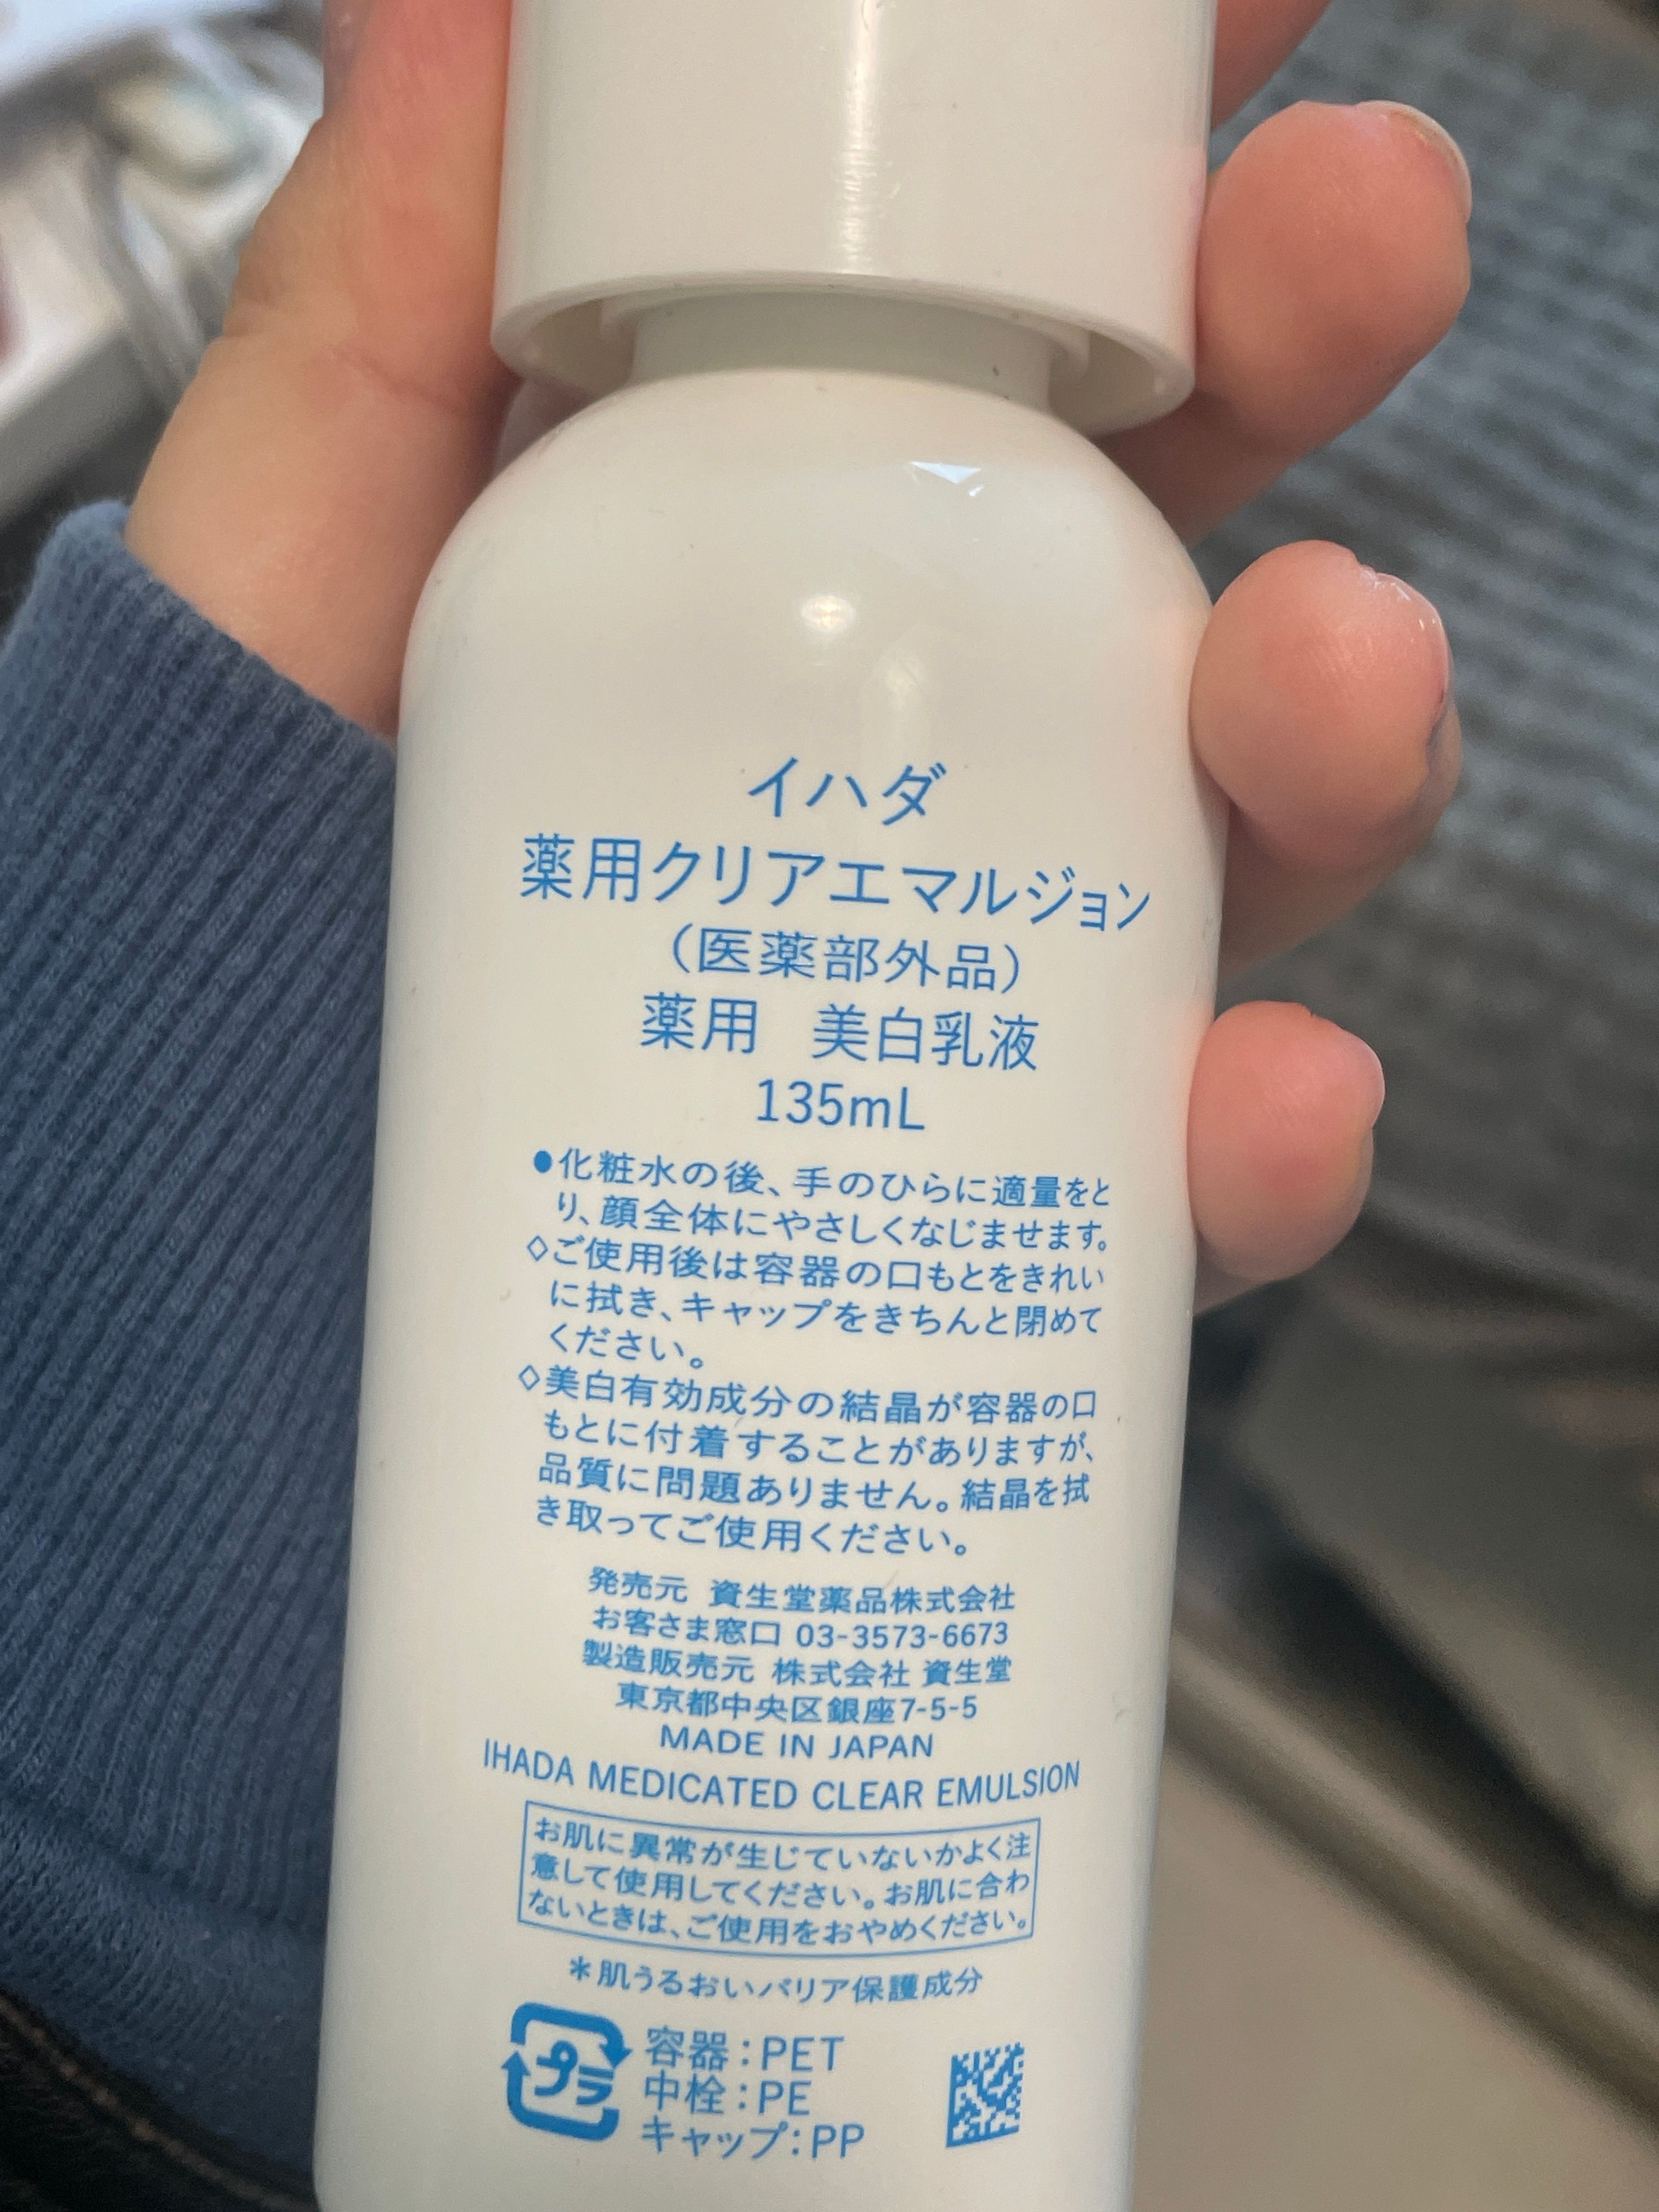 イハダ
薬用クリアエマルジョン
（医薬部外品）
薬用 美白乳液
135mL
●化粧水の後、手のひらに適量をと
り、顔全体にやさしくなじませます。
◇ご使用後は容器の口もとをきれい
に拭き、キャップをきちんと閉めて
ください。
◇美白有効成分の結晶が容器の口
もとに付着することがありますが、
品質に問題ありません。結晶を拭
き取ってご使用ください。
発売元 資生堂薬品株式会社
お客さま窓口 03-3573-6673
製造販売元 株式会社 資生堂
東京都中央区銀座7-5-5
MADE IN JAPAN
IHADA MEDICATED CLEAR EMULSION
お肌に異常が生じていないかよく注
意して使用してください。お肌に合わ
ないときは、ご使用をおやめください。
＊肌うるおいバリア保護成分
プラ
容器：PET
中栓：PE
キャップ：PP